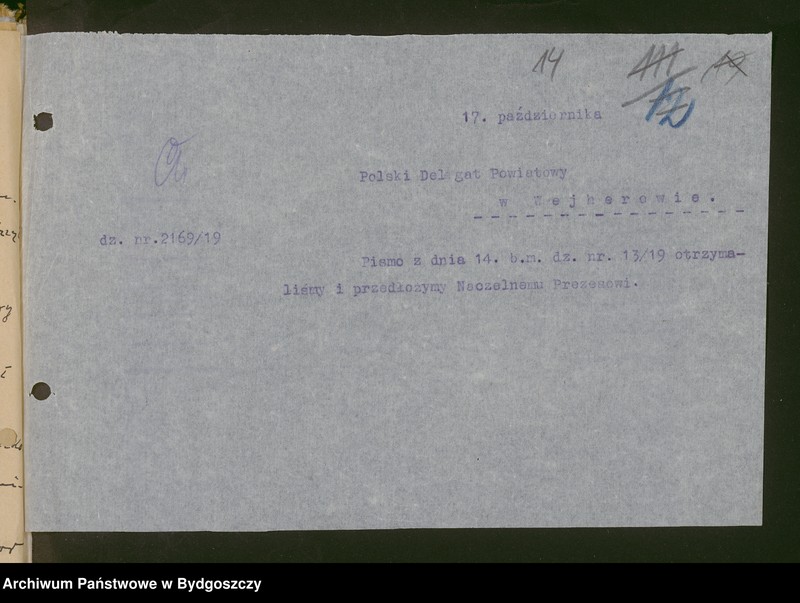 14
17. października
12
Polski Delegat Powiatowy
w Wejherowie.
dz. nr.2169/19
Pismo z dnia 14. b.m. dz. nr. 13/19 otrzyma-
liśmy i przedłożymy Naczelnemu Prezesowi.
Archiwum Państwowe w Bydgoszczy